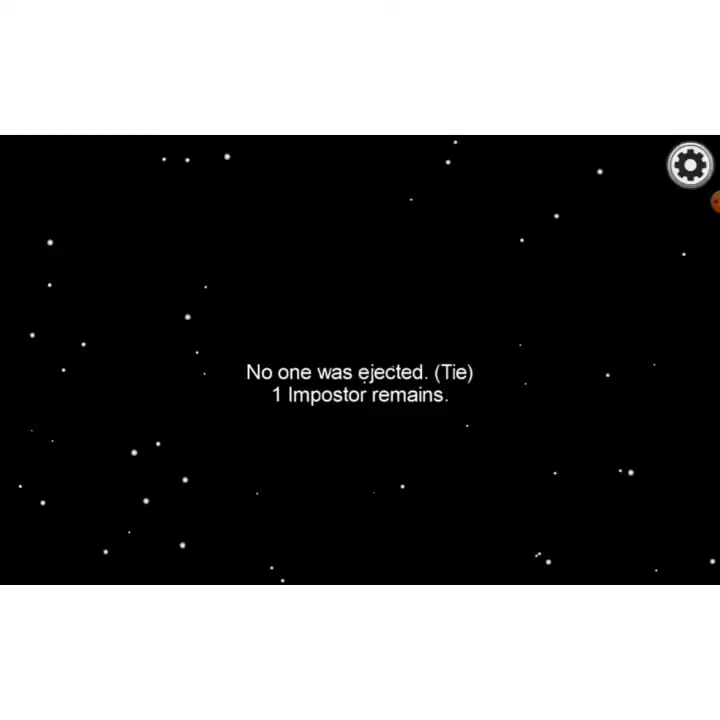 No one was ejected. (Tie)
1 Impostor remains.